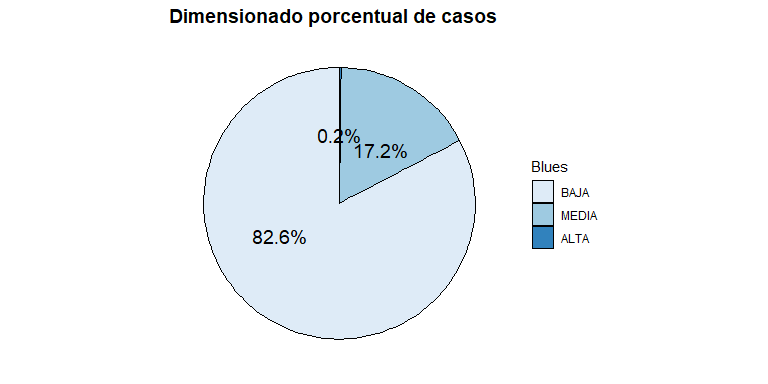 Dimensionado porcentual de casos
0.2%
17.2%
82.6%
Blues
BAJA
MEDIA
ALTA